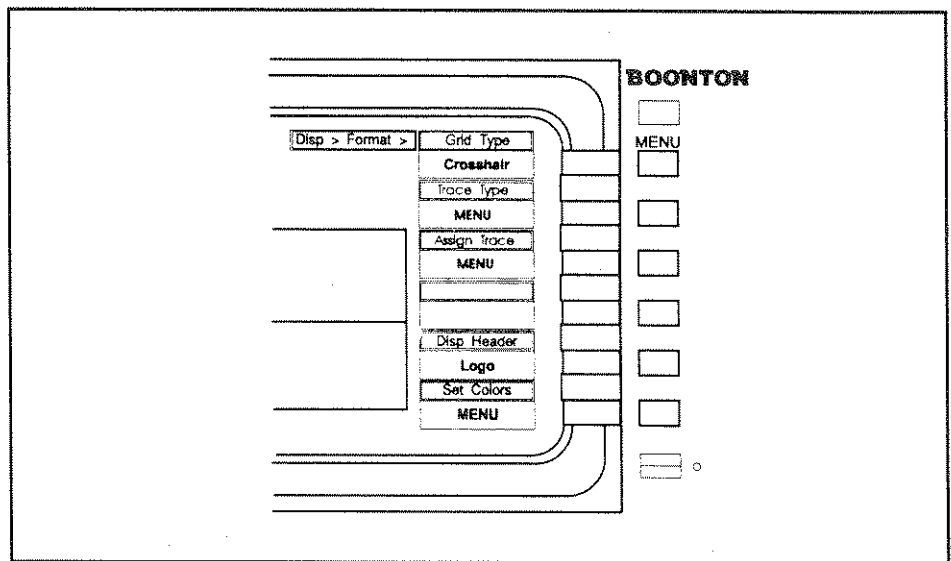 BOONTON
MENU
Disp > Format >
Grid Type
Crosshair
Trace Type
MENU
Assign Trace
MENU
Disp Header
Logo
Set Colors
MENU